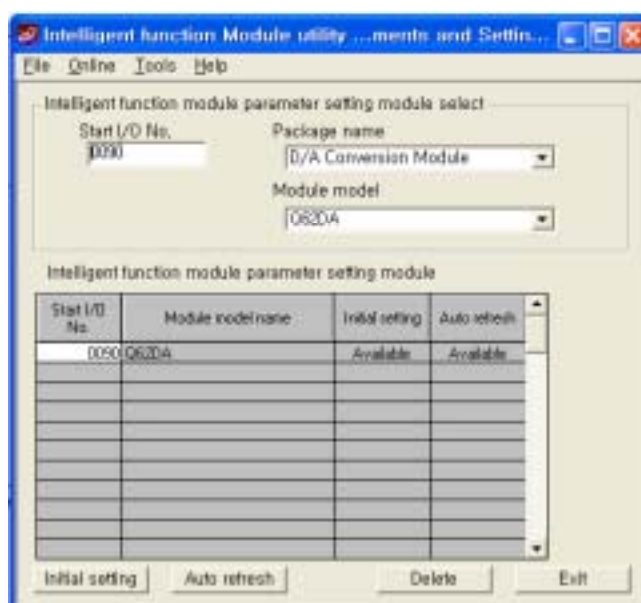 Intelligent function Module utility ...ments and Settin...
File Online Tools Help
Intelligent function module parameter setting module select
Start I/O No. Package name
0090 D/A Conversion Module
Module model
Q62DA
Intelligent function module parameter setting module
Start I/O No. Module model name Initial setting Auto refresh
0090 Q62DA Available Available
Initial setting Auto refresh Delete Exit